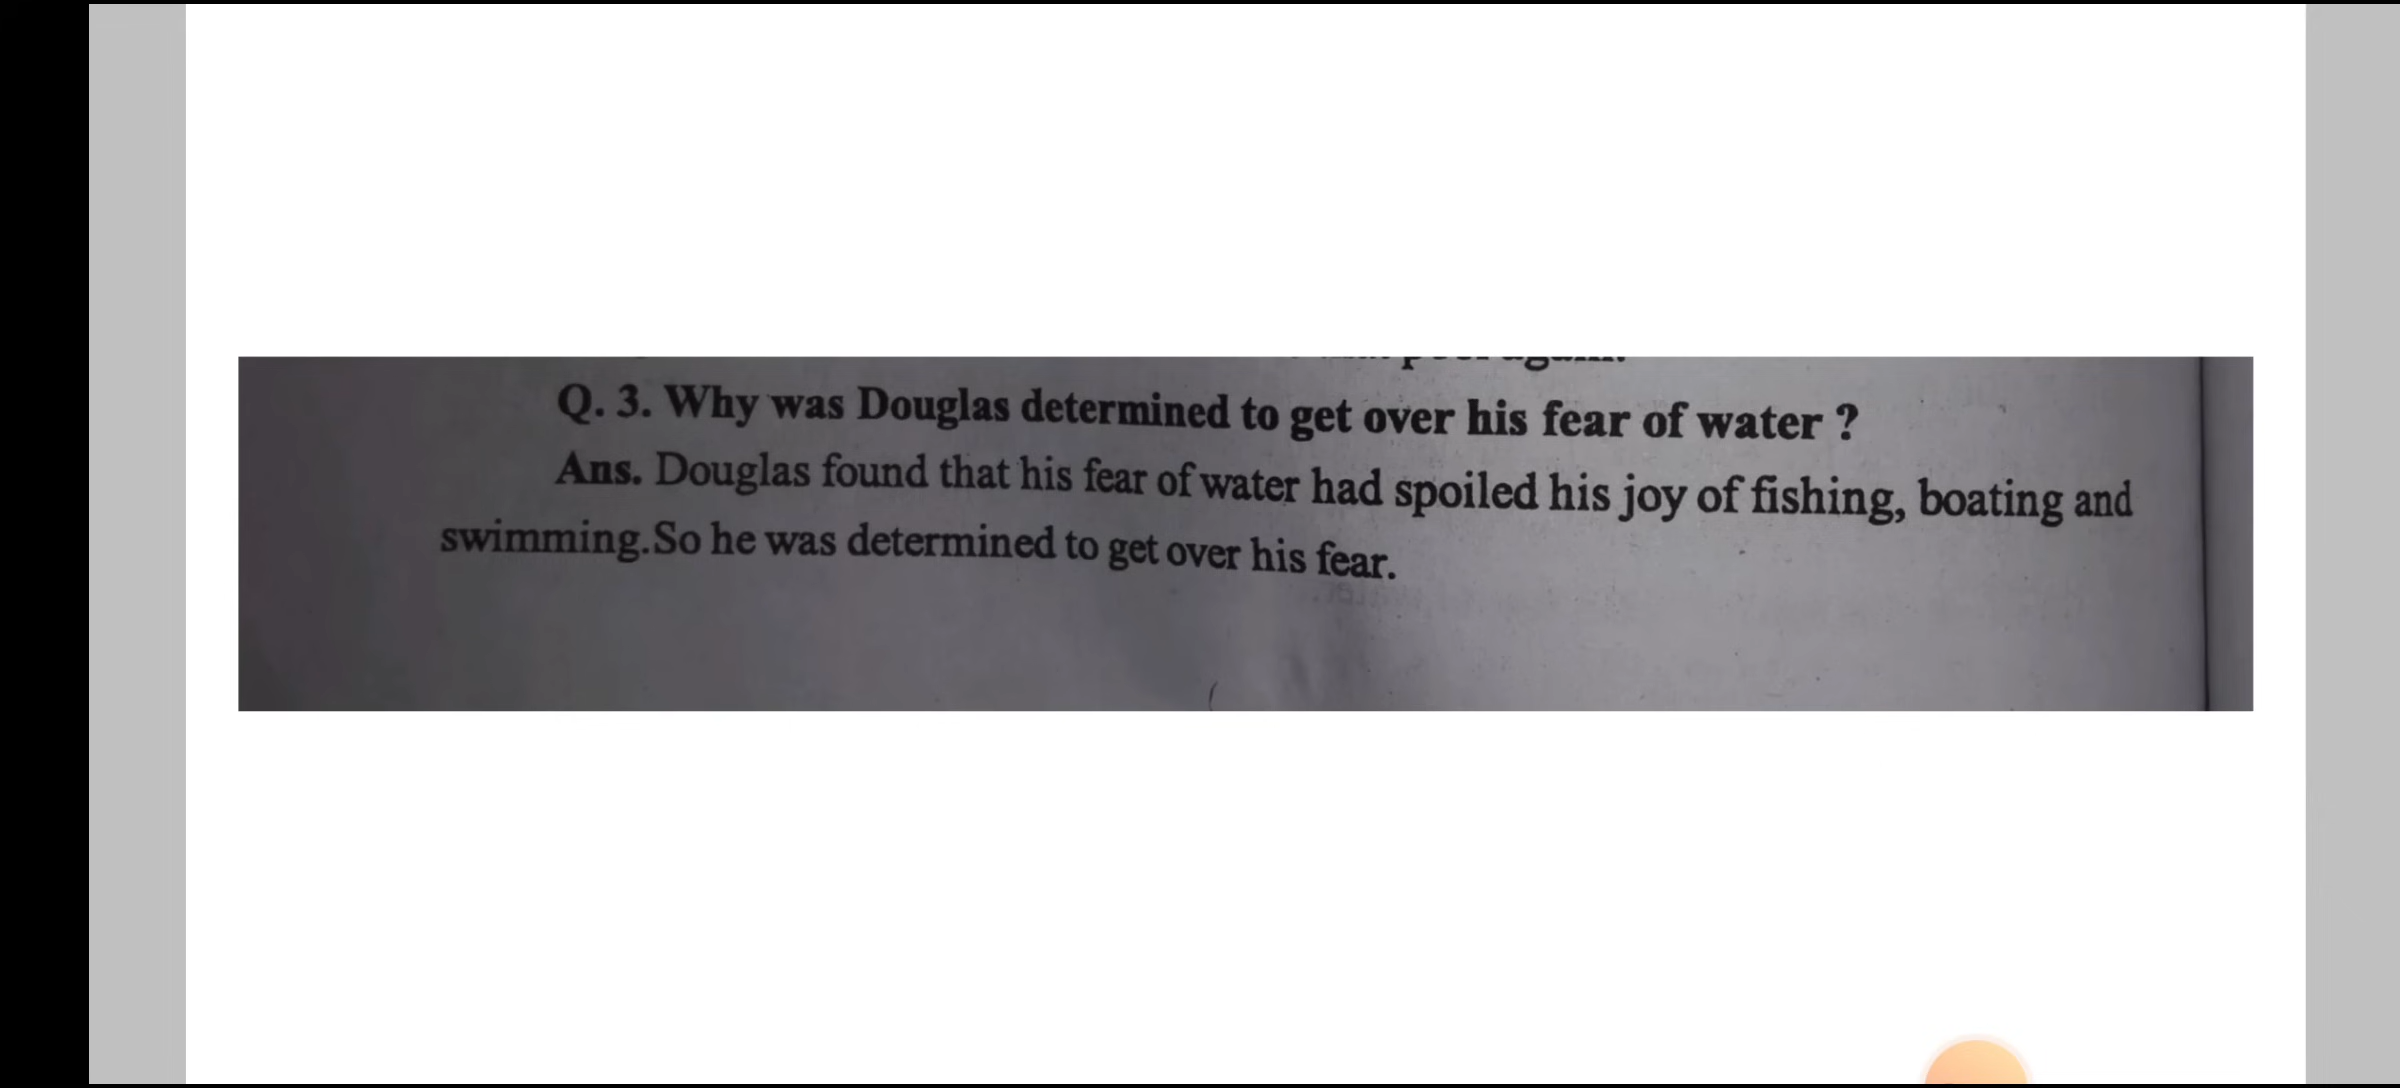 Q. 3. Why was Douglas determined to get over his fear of water ?
Ans. Douglas found that his fear of water had spoiled his joy of fishing, boating and
swimming.So he was determined to get over his fear.